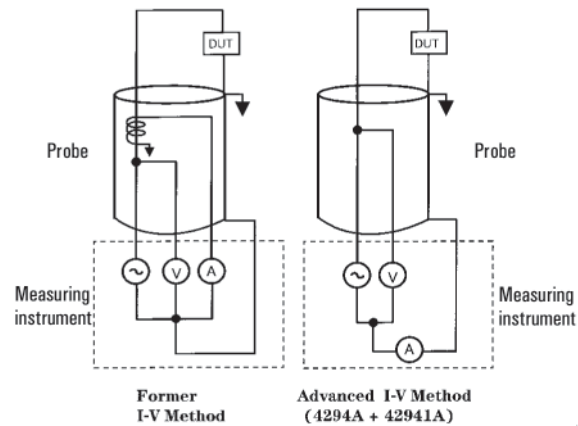 DUT
DUT
Probe
Probe
~
V
A
~
V
Measuring
instrument
Measuring
instrument
A
Former
I-V Method
Advanced I-V Method
(4294A + 42941A)